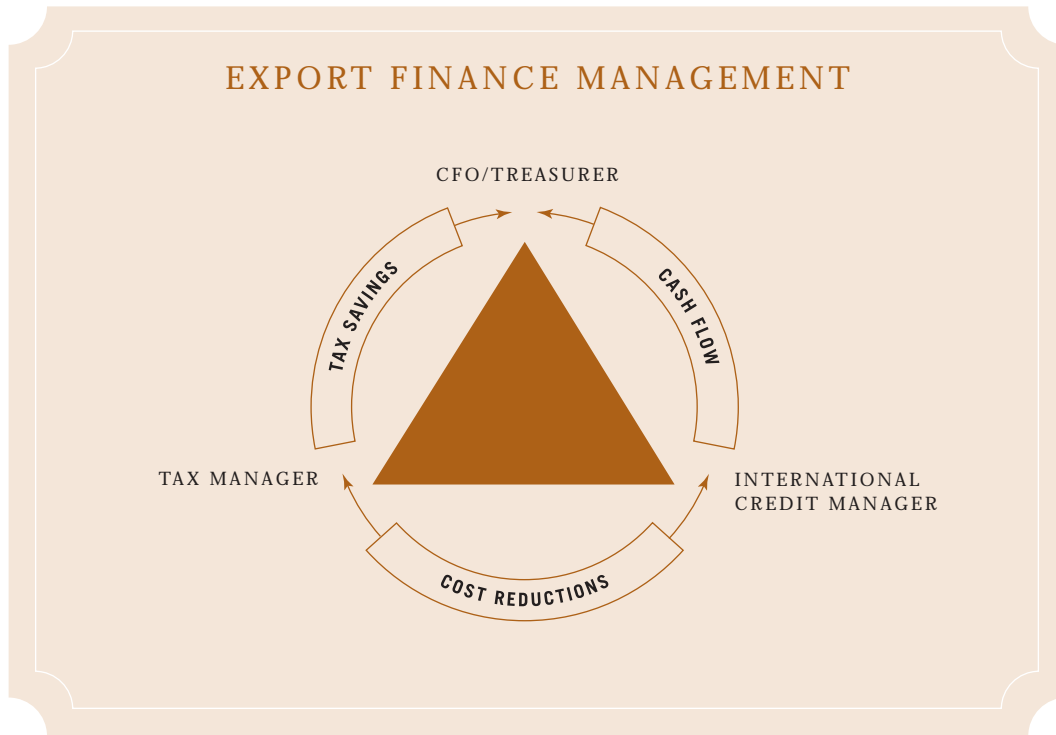 EXPORT FINANCE MANAGEMENT
CFO/TREASURER
TAX SAVINGS
CASH FLOW
TAX MANAGER
INTERNATIONAL
CREDIT MANAGER
COST REDUCTIONS